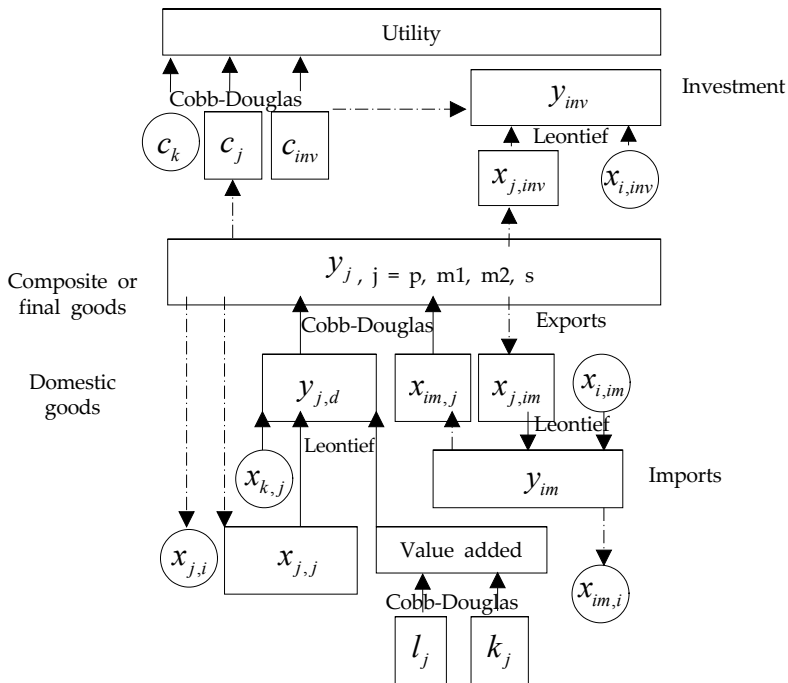 Utility
Cobb-Douglas
y_inv
Investment
Leontief
c_k
c_j
c_inv
x_j,inv
x_i,inv
Composite or
final goods
y_j, j = p, m1, m2, s
Cobb-Douglas
Exports
Domestic
goods
y_j,d
x_im,j
x_j,im
x_i,im
Leontief
Leontief
x_k,j
y_im
Imports
x_j,i
x_j,j
Value added
x_im,i
Cobb-Douglas
l_j
k_j